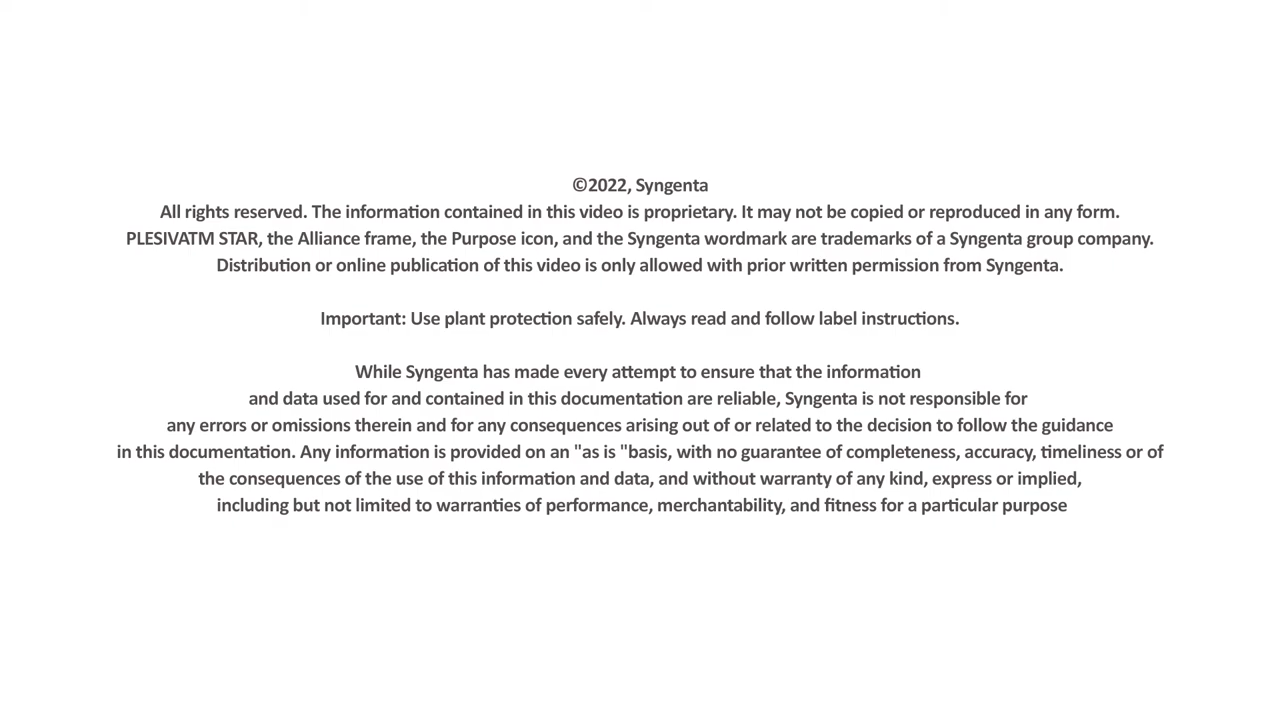 ©2022, Syngenta
All rights reserved. The information contained in this video is proprietary. It may not be copied or reproduced in any form.
PLESIVATM STAR, the Alliance frame, the Purpose icon, and the Syngenta wordmark are trademarks of a Syngenta group company.
Distribution or online publication of this video is only allowed with prior written permission from Syngenta.
Important: Use plant protection safely. Always read and follow label instructions.
While Syngenta has made every attempt to ensure that the information
and data used for and contained in this documentation are reliable, Syngenta is not responsible for
any errors or omissions therein and for any consequences arising out of or related to the decision to follow the guidance
in this documentation. Any information is provided on an "as is "basis, with no guarantee of completeness, accuracy, timeliness or of
the consequences of the use of this information and data, and without warranty of any kind, express or implied,
including but not limited to warranties of performance, merchantability, and fitness for a particular purpose